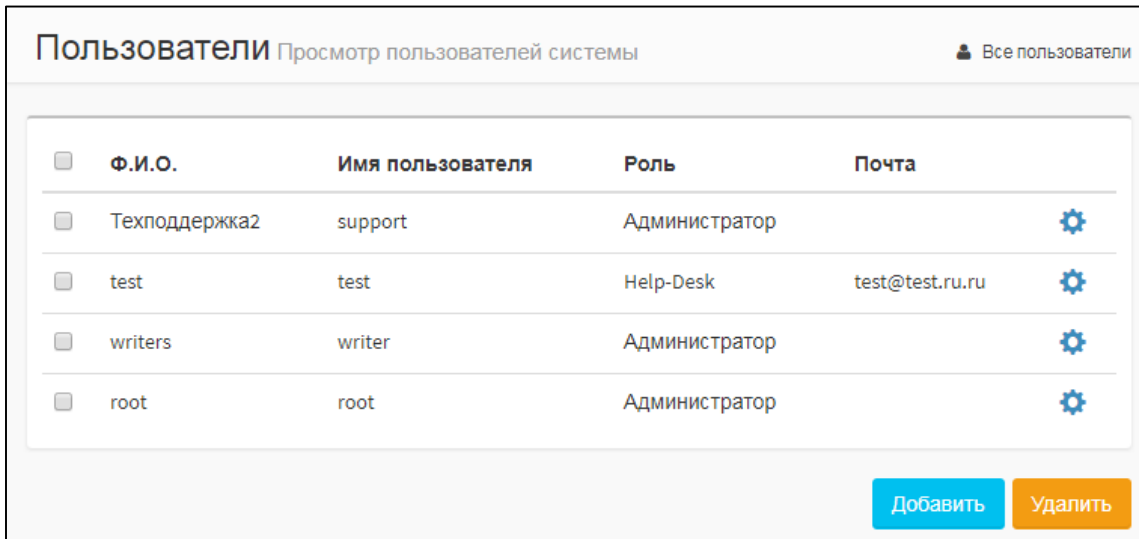 Пользователи Просмотр пользователей системы Все пользователи
Ф.И.О. Имя пользователя Роль Почта
Техподдержка2 support Администратор
test test Help-Desk test@test.ru.ru
writers writer Администратор
root root Администратор
Добавить Удалить